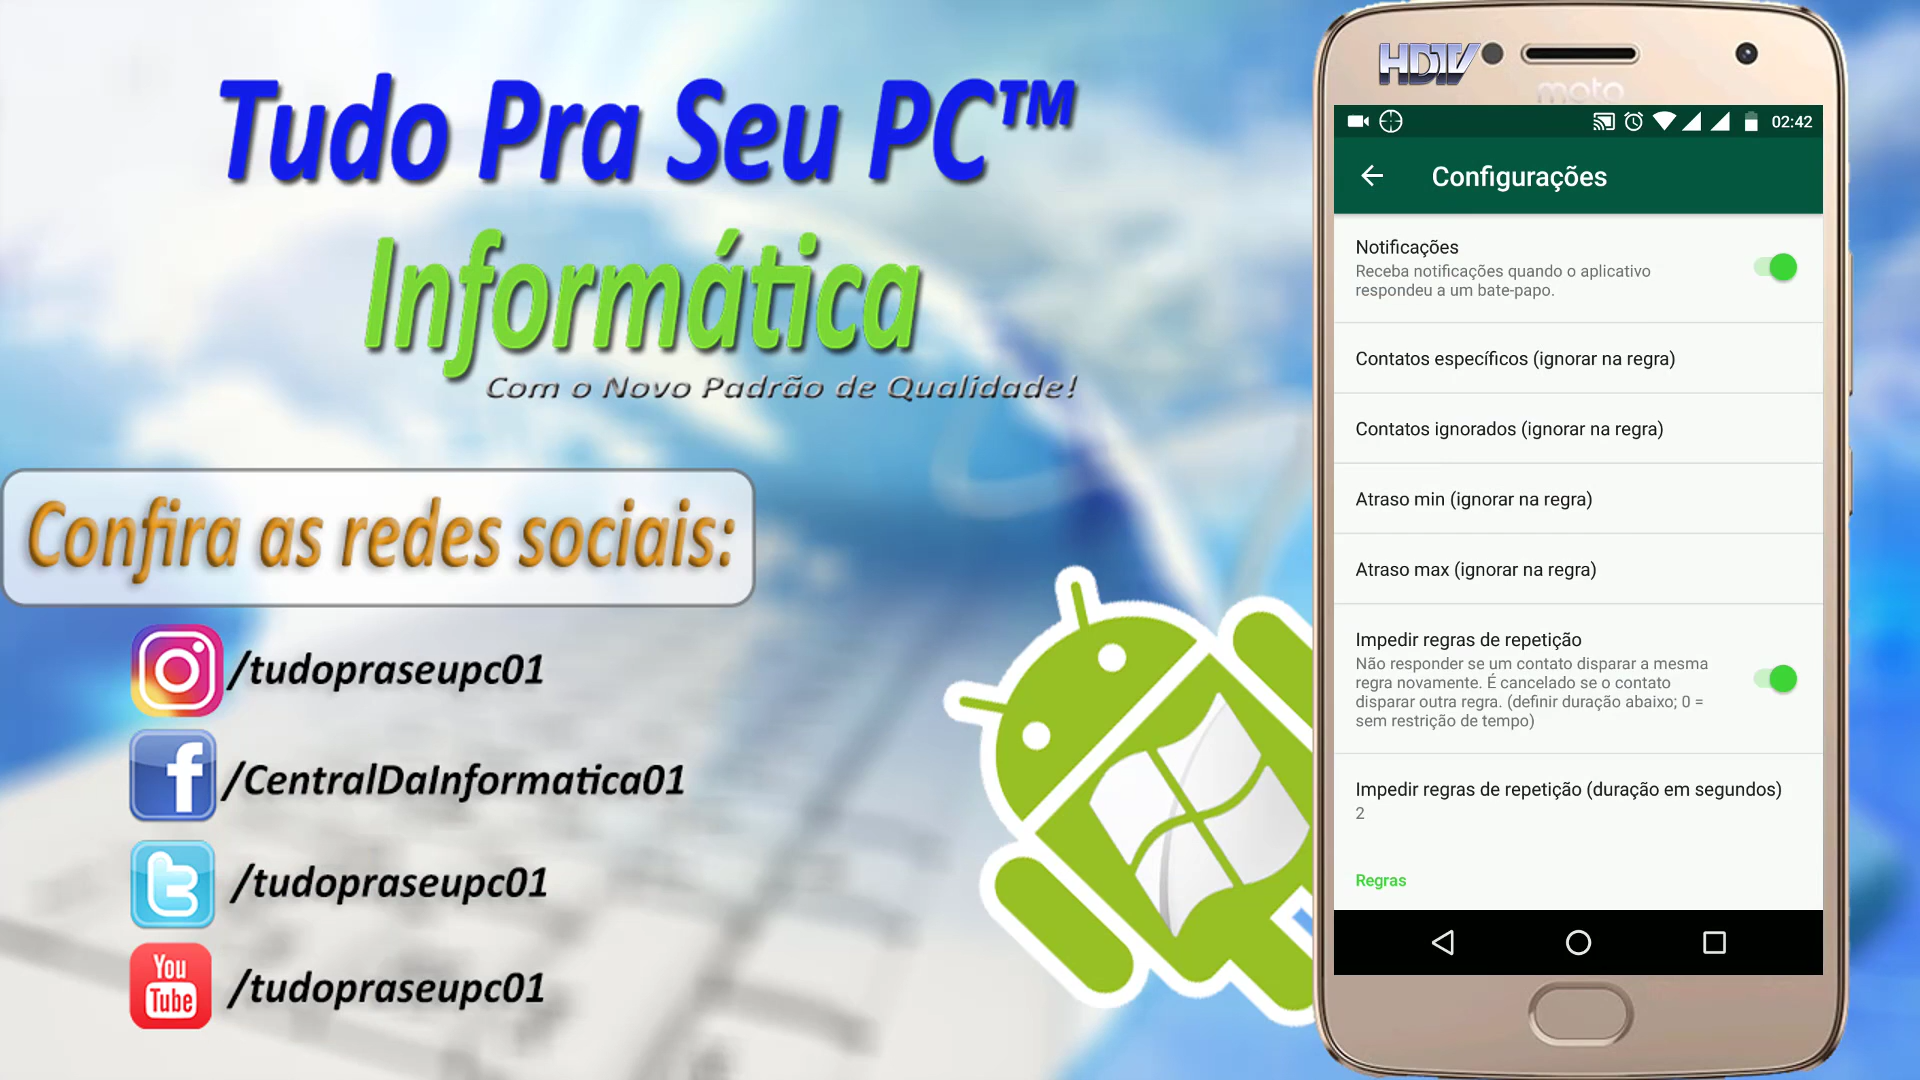 Tudo Pra Seu PC™
Informática
Com o Novo Padrão de Qualidade!
Confira as redes sociais:
/tudopraseupc01
/CentralDaInformatica01
/tudopraseupc01
You
Tube
/tudopraseupc01
HDTV
moto
02:42
Configurações
Notificações
Receba notificações quando o aplicativo
respondeu a um bate-papo.
Contatos específicos (ignorar na regra)
Contatos ignorados (ignorar na regra)
Atraso min (ignorar na regra)
Atraso max (ignorar na regra)
Impedir regras de repetição
Não responder se um contato disparar a mesma
regra novamente. É cancelado se o contato
disparar outra regra. (definir duração abaixo; 0 =
sem restrição de tempo)
Impedir regras de repetição (duração em segundos)
2
Regras